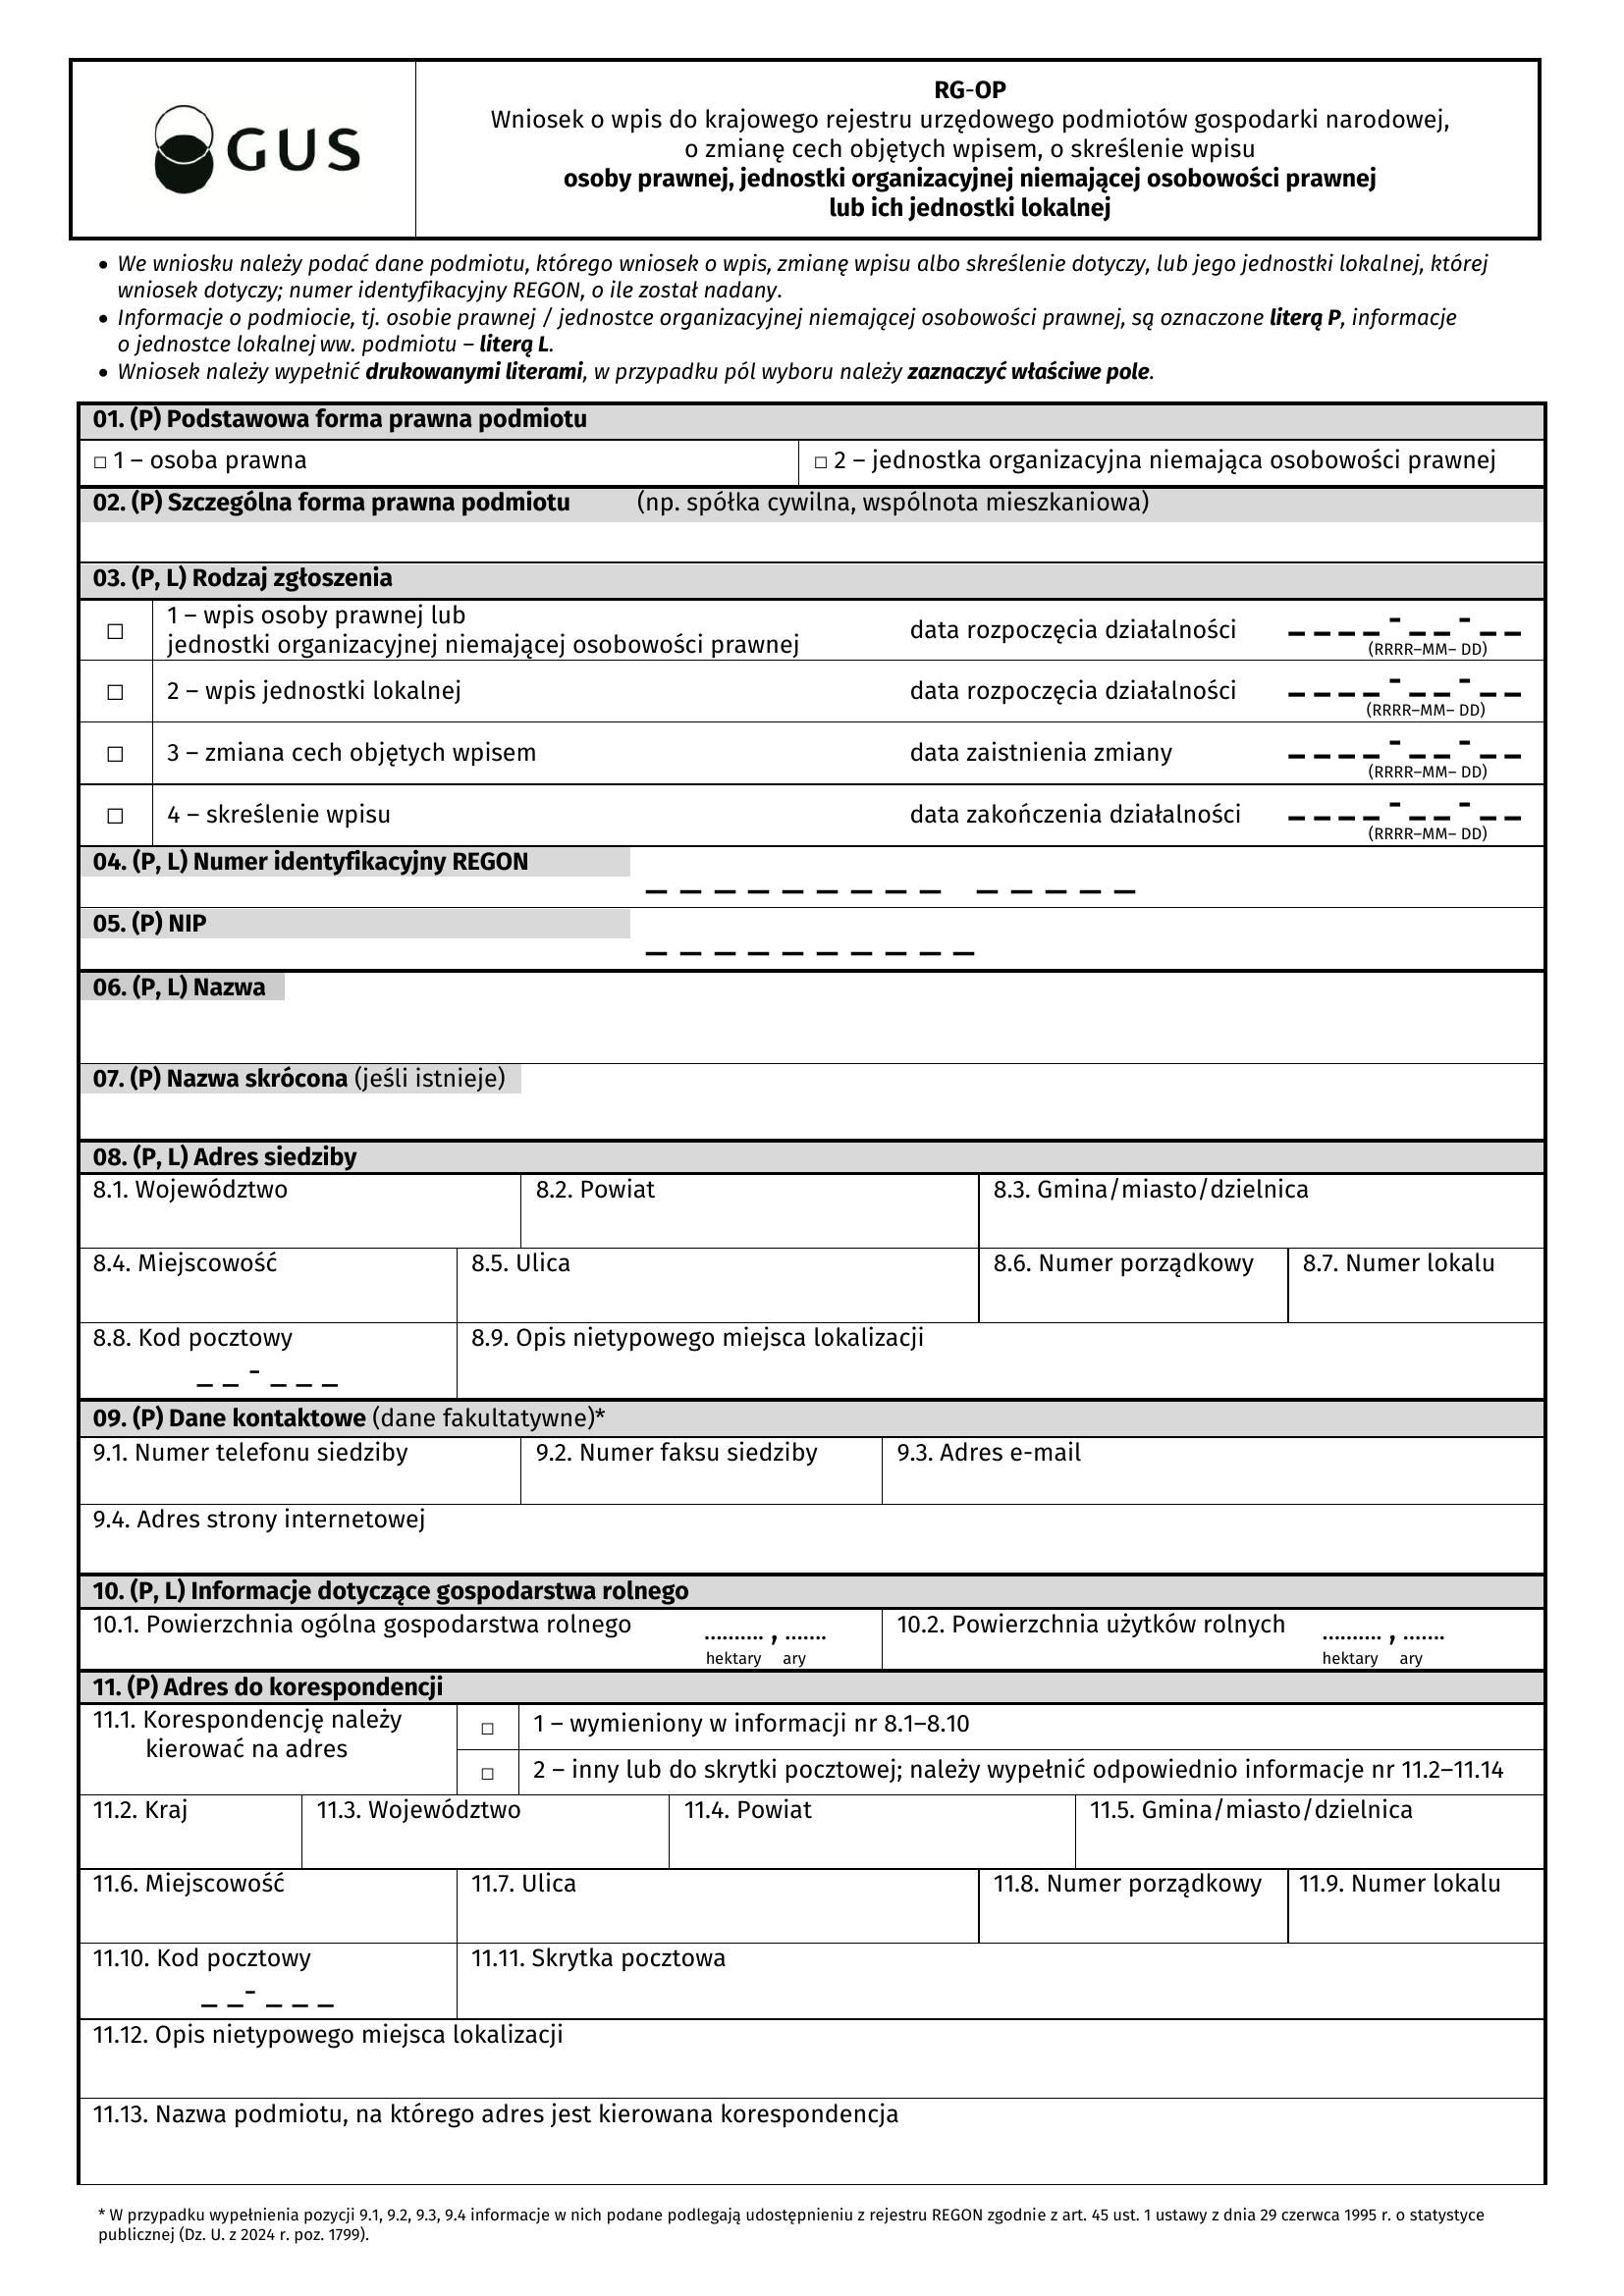 GUS
RG-OP
Wniosek o wpis do krajowego rejestru urzędowego podmiotów gospodarki narodowej,
o zmianę cech objętych wpisem, o skreślenie wpisu
osoby prawnej, jednostki organizacyjnej niemającej osobowości prawnej
lub ich jednostki lokalnej
• We wniosku należy podać dane podmiotu, którego wniosek o wpis, zmianę wpisu albo skreślenie dotyczy, lub jego jednostki lokalnej, której
wniosek dotyczy; numer identyfikacyjny REGON, o ile został nadany.
• Informacje o podmiocie, tj. osobie prawnej / jednostce organizacyjnej niemającej osobowości prawnej, są oznaczone literą P, informacje
o jednostce lokalnej ww. podmiotu – literą L.
• Wniosek należy wypełnić drukowanymi literami, w przypadku pól wyboru należy zaznaczyć właściwe pole.
01. (P) Podstawowa forma prawna podmiotu
□ 1 – osoba prawna □ 2 – jednostka organizacyjna niemająca osobowości prawnej
02. (P) Szczególna forma prawna podmiotu (np. spółka cywilna, wspólnota mieszkaniowa)
03. (P, L) Rodzaj zgłoszenia
1 – wpis osoby prawnej lub
□ jednostki organizacyjnej niemającej osobowości prawnej data rozpoczęcia działalności _ _ _ _ - _ _ - _ _
(RRRR–MM– DD)
□ 2 – wpis jednostki lokalnej data rozpoczęcia działalności _ _ _ _ - _ _ - _ _
(RRRR–MM– DD)
□ 3 – zmiana cech objętych wpisem data zaistnienia zmiany _ _ _ _ - _ _ - _ _
(RRRR–MM– DD)
□ 4 – skreślenie wpisu data zakończenia działalności _ _ _ _ - _ _ - _ _
(RRRR–MM– DD)
04. (P, L) Numer identyfikacyjny REGON
_ _ _ _ _ _ _ _ _ _ _ _ _ _
05. (P) NIP
_ _ _ _ _ _ _ _ _ _
06. (P, L) Nazwa
07. (P) Nazwa skrócona (jeśli istnieje)
08. (P, L) Adres siedziby
8.1. Województwo 8.2. Powiat 8.3. Gmina/miasto/dzielnica
8.4. Miejscowość 8.5. Ulica 8.6. Numer porządkowy 8.7. Numer lokalu
8.8. Kod pocztowy 8.9. Opis nietypowego miejsca lokalizacji
_ _ - _ _ _
09. (P) Dane kontaktowe (dane fakultatywne)*
9.1. Numer telefonu siedziby 9.2. Numer faksu siedziby 9.3. Adres e-mail
9.4. Adres strony internetowej
10. (P, L) Informacje dotyczące gospodarstwa rolnego
10.1. Powierzchnia ogólna gospodarstwa rolnego .......... , ....... 10.2. Powierzchnia użytków rolnych .......... , .......
hektary ary hektary ary
11. (P) Adres do korespondencji
11.1. Korespondencję należy □ 1 – wymieniony w informacji nr 8.1–8.10
kierować na adres
□ 2 – inny lub do skrytki pocztowej; należy wypełnić odpowiednio informacje nr 11.2–11.14
11.2. Kraj 11.3. Województwo 11.4. Powiat 11.5. Gmina/miasto/dzielnica
11.6. Miejscowość 11.7. Ulica 11.8. Numer porządkowy 11.9. Numer lokalu
11.10. Kod pocztowy 11.11. Skrytka pocztowa
_ _ - _ _ _
11.12. Opis nietypowego miejsca lokalizacji
11.13. Nazwa podmiotu, na którego adres jest kierowana korespondencja
* W przypadku wypełnienia pozycji 9.1, 9.2, 9.3, 9.4 informacje w nich podane podlegają udostępnieniu z rejestru REGON zgodnie z art. 45 ust. 1 ustawy z dnia 29 czerwca 1995 r. o statystyce
publicznej (Dz. U. z 2024 r. poz. 1799).